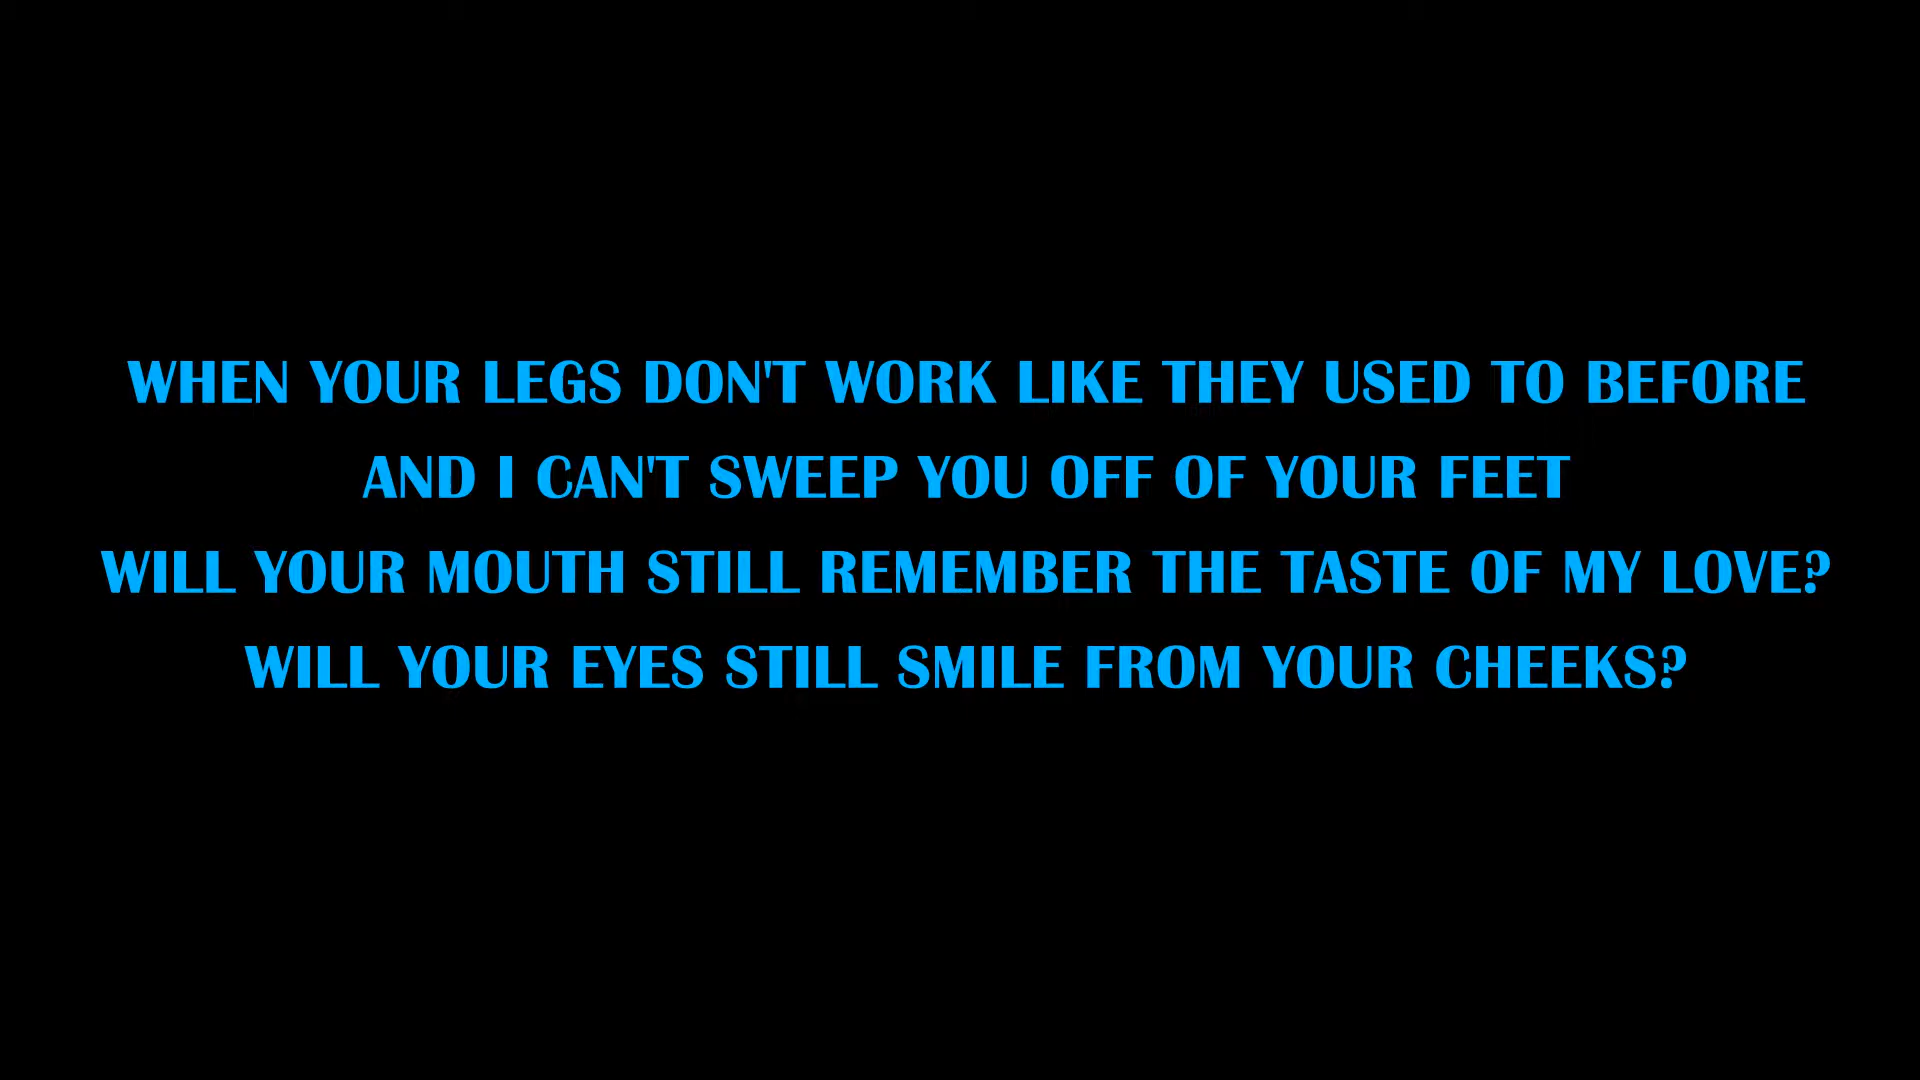 WHEN YOUR LEGS DON'T WORK LIKE THEY USED TO BEFORE
AND I CAN'T SWEEP YOU OFF OF YOUR FEET
WILL YOUR MOUTH STILL REMEMBER THE TASTE OF MY LOVE?
WILL YOUR EYES STILL SMILE FROM YOUR CHEEKS?